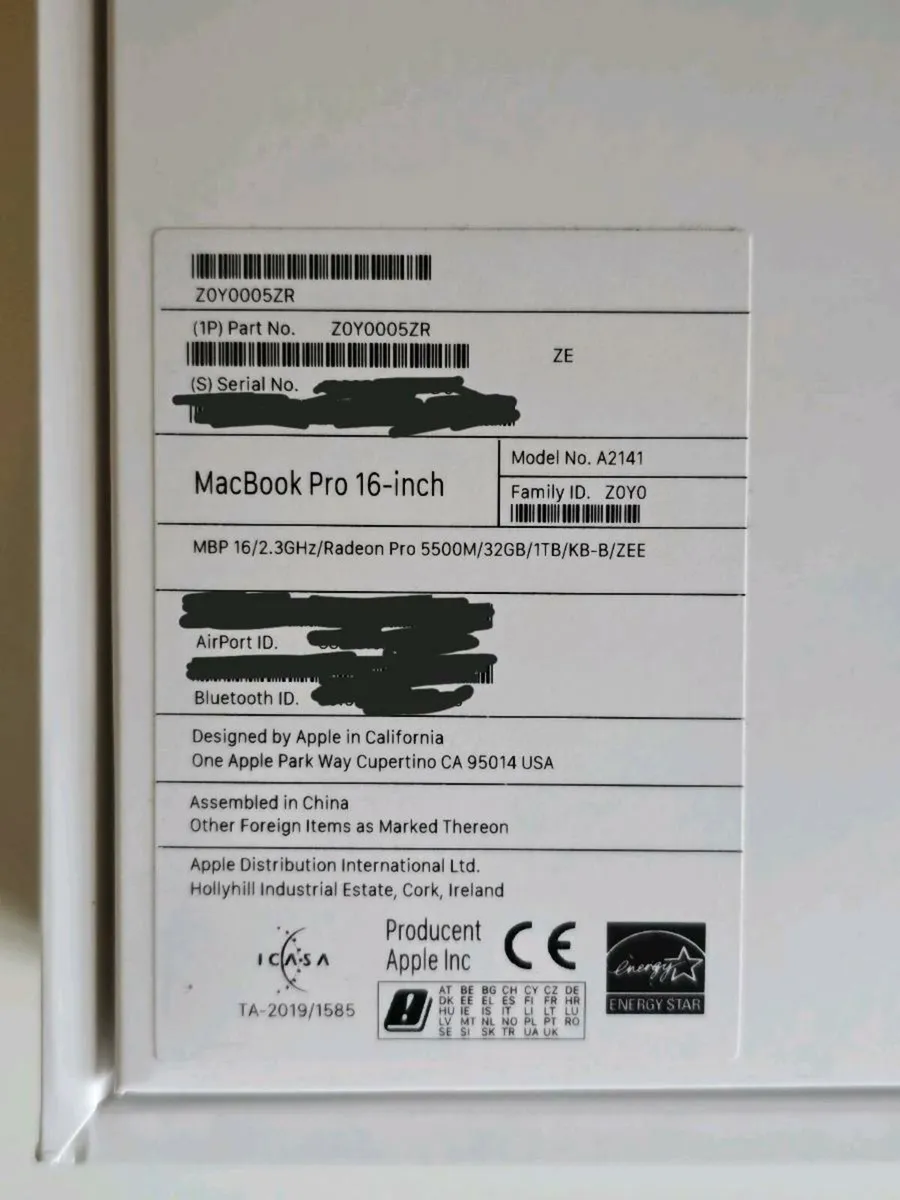 Z0Y0005ZR
(1P) Part No. Z0Y0005ZR
ZE
(S) Serial No.
MacBook Pro 16-inch
Model No. A2141
Family ID. Z0Y0
MBP 16/2.3GHz/Radeon Pro 5500M/32GB/1TB/KB-B/ZEE
AirPort ID.
Bluetooth ID.
Designed by Apple in California
One Apple Park Way Cupertino CA 95014 USA
Assembled in China
Other Foreign Items as Marked Thereon
Apple Distribution International Ltd.
Hollyhill Industrial Estate, Cork, Ireland
ICASA
TA-2019/1585
Producent
Apple Inc
CE
energy
ENERGY STAR
AT BE BG CH CY CZ DE
DK EE EL ES FI FR HR
HU IE IS IT LI LT LU
LV MT NL NO PL PT RO
SE SI SK TR UA UK